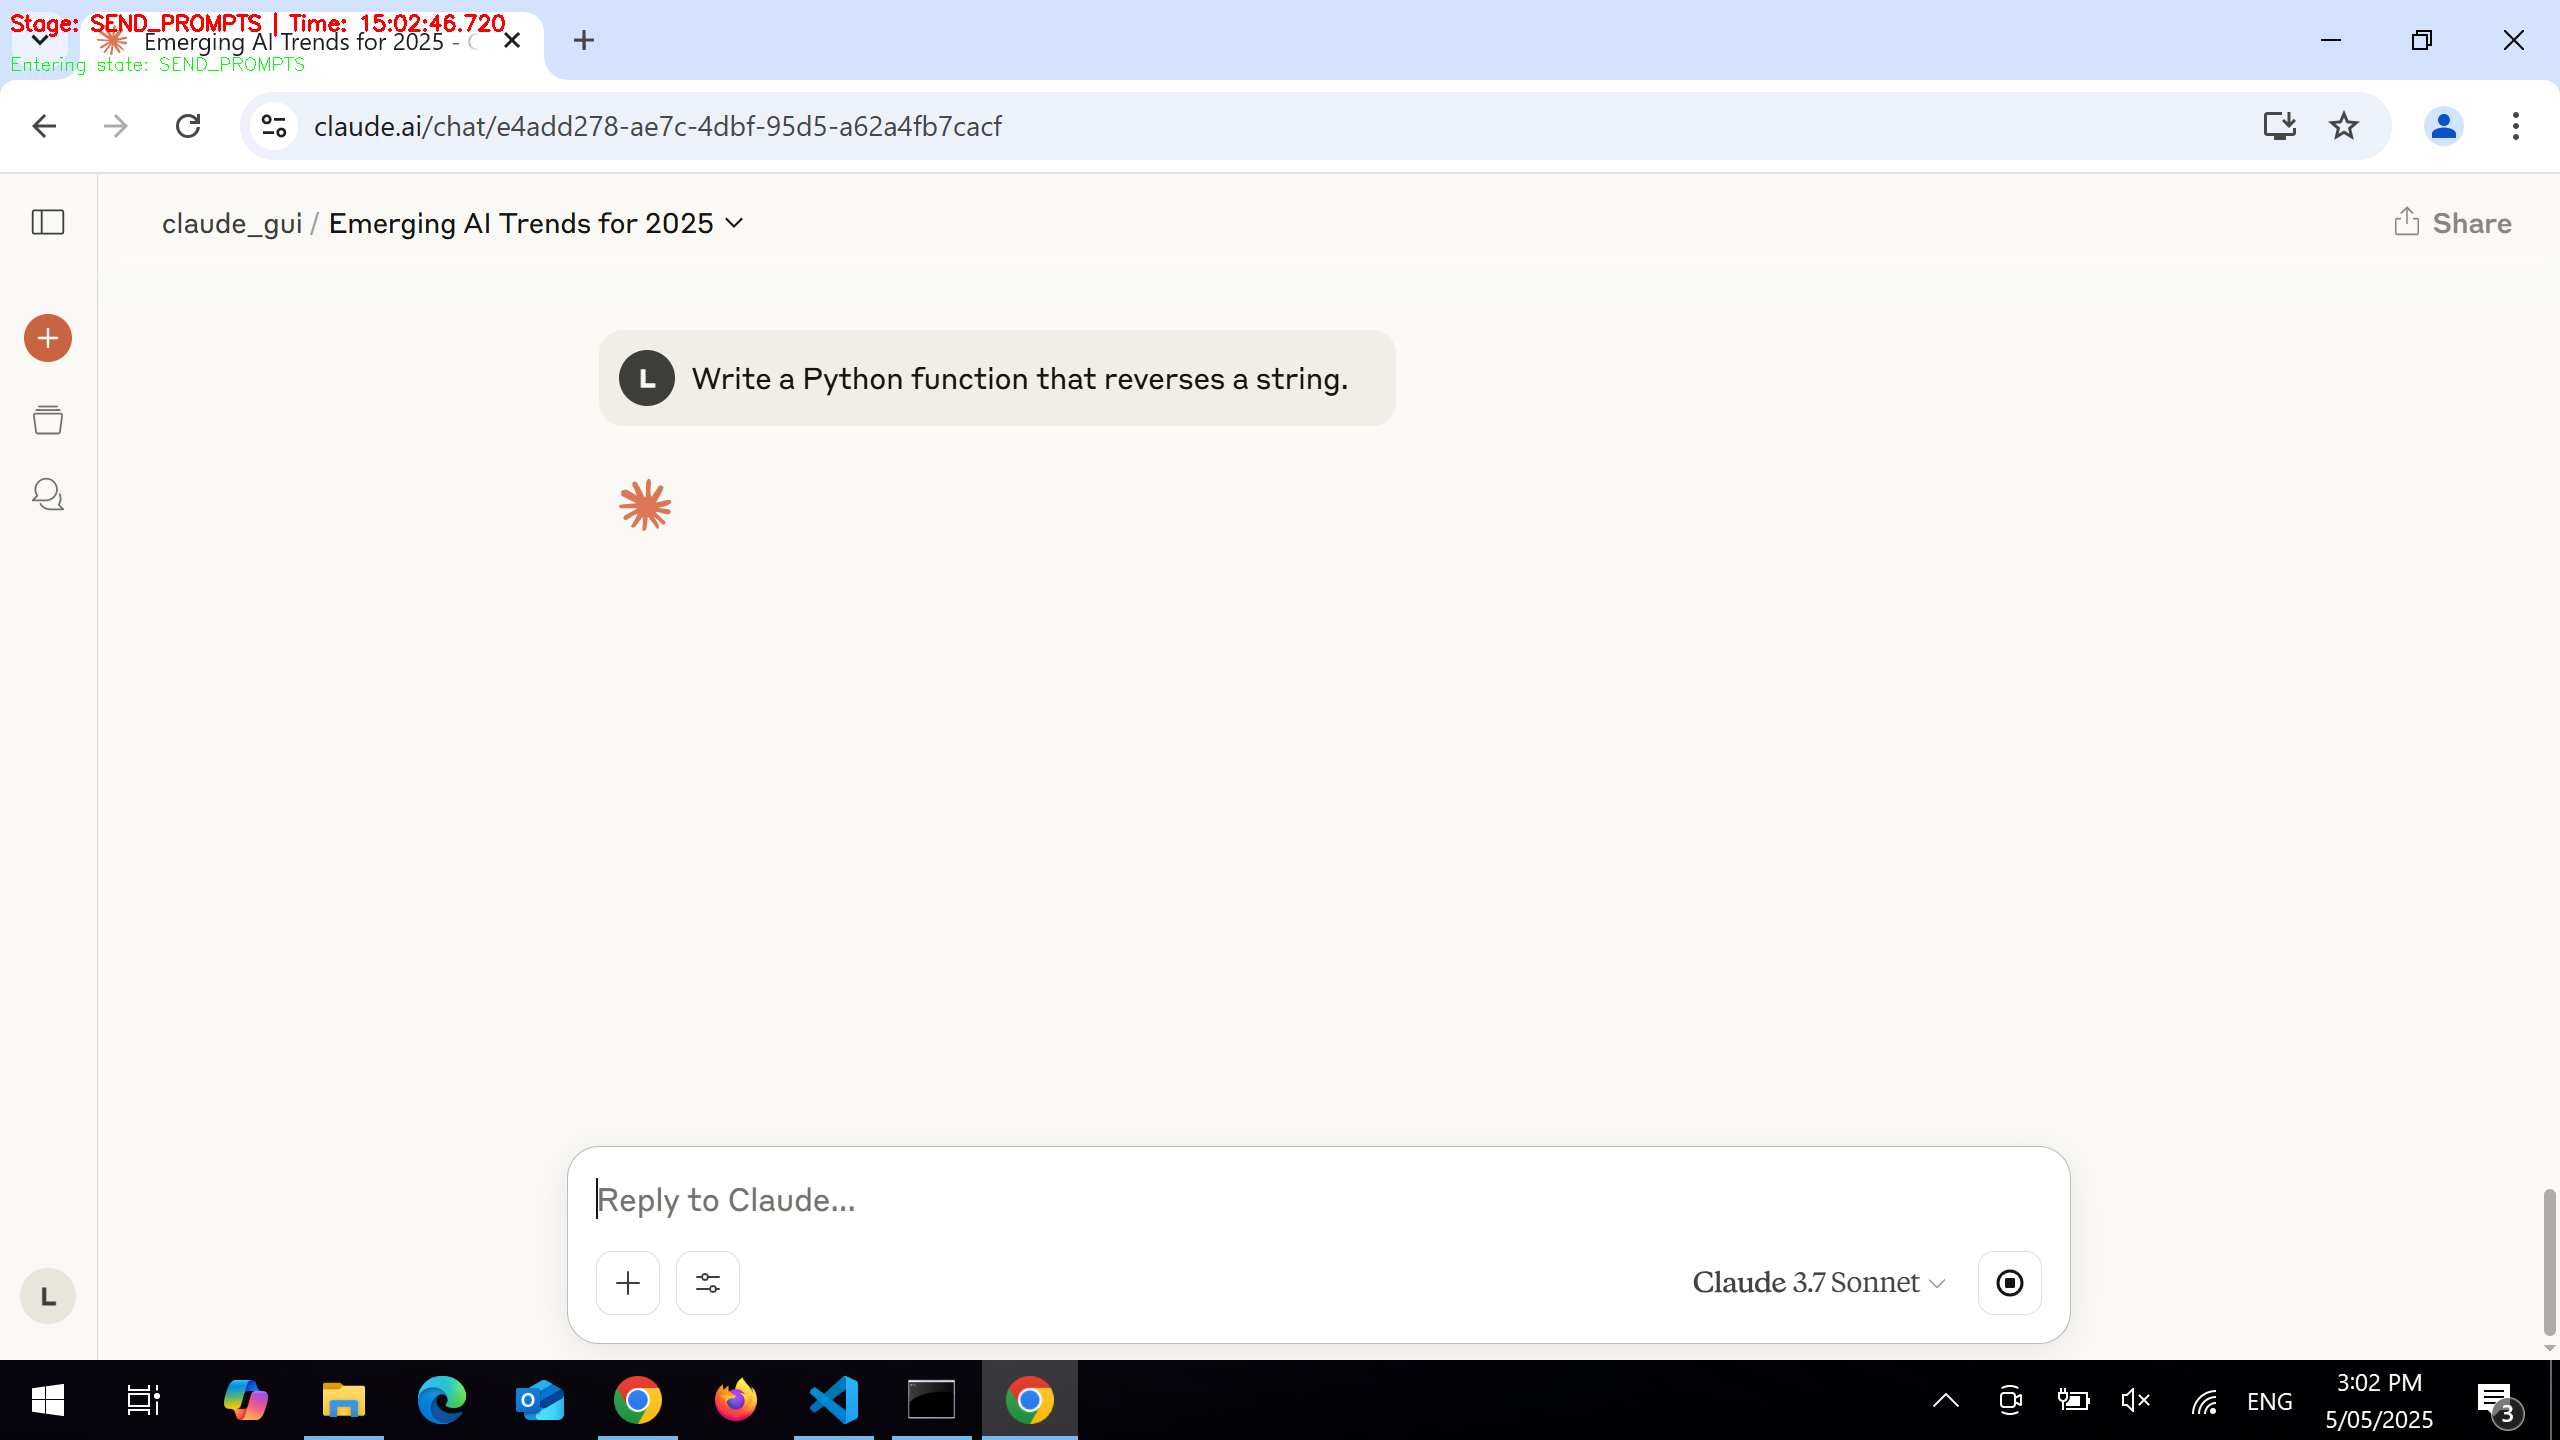 Stage: SEND_PROMPTS | Time: 15:02:46.720
Emerging AI Trends for 2025 -
Entering state: SEND_PROMPTS
claude.ai/chat/e4add278-ae7c-4dbf-95d5-a62a4fb7cacf
claude_gui / Emerging AI Trends for 2025
Share
L Write a Python function that reverses a string.
Reply to Claude...
Claude 3.7 Sonnet
L
ENG
3:02 PM
5/05/2025
3